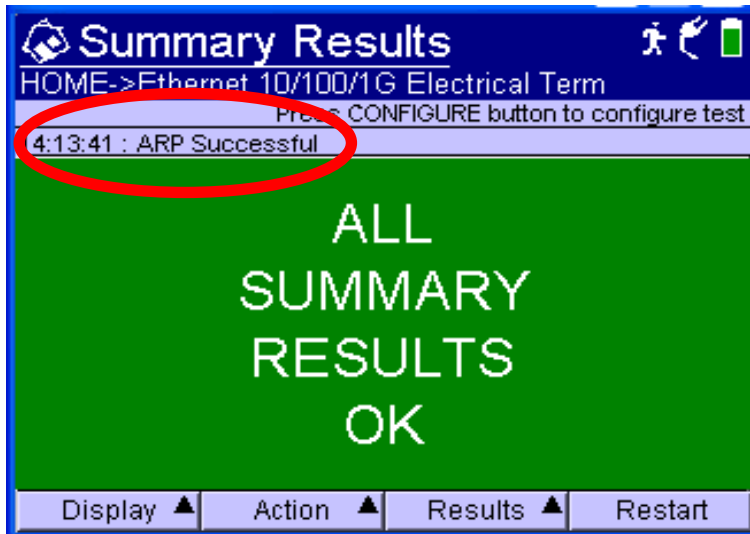 Summary Results
HOME->Ethernet 10/100/1G Electrical Term
Press CONFIGURE button to configure test
4:13:41 : ARP Successful
ALL
SUMMARY
RESULTS
OK
Display Action Results Restart